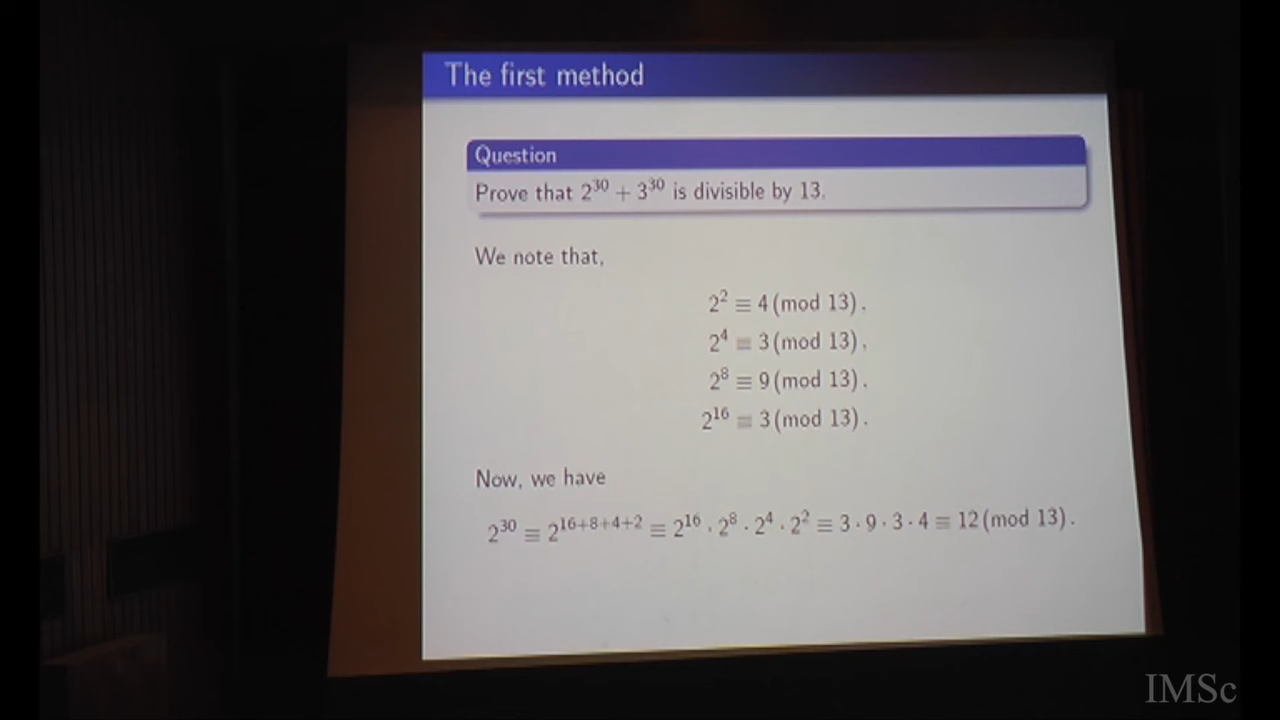 The first method
Question
Prove that 2³⁰ + 3³⁰ is divisible by 13.
We note that,
2² ≡ 4 (mod 13).
2⁴ ≡ 3 (mod 13),
2⁸ ≡ 9 (mod 13).
2¹⁶ ≡ 3 (mod 13).
Now, we have
2³⁰ ≡ 2¹⁶⁺⁸⁺⁴⁺² ≡ 2¹⁶ · 2⁸ · 2⁴ · 2² ≡ 3 · 9 · 3 · 4 ≡ 12 (mod 13).
IMSc